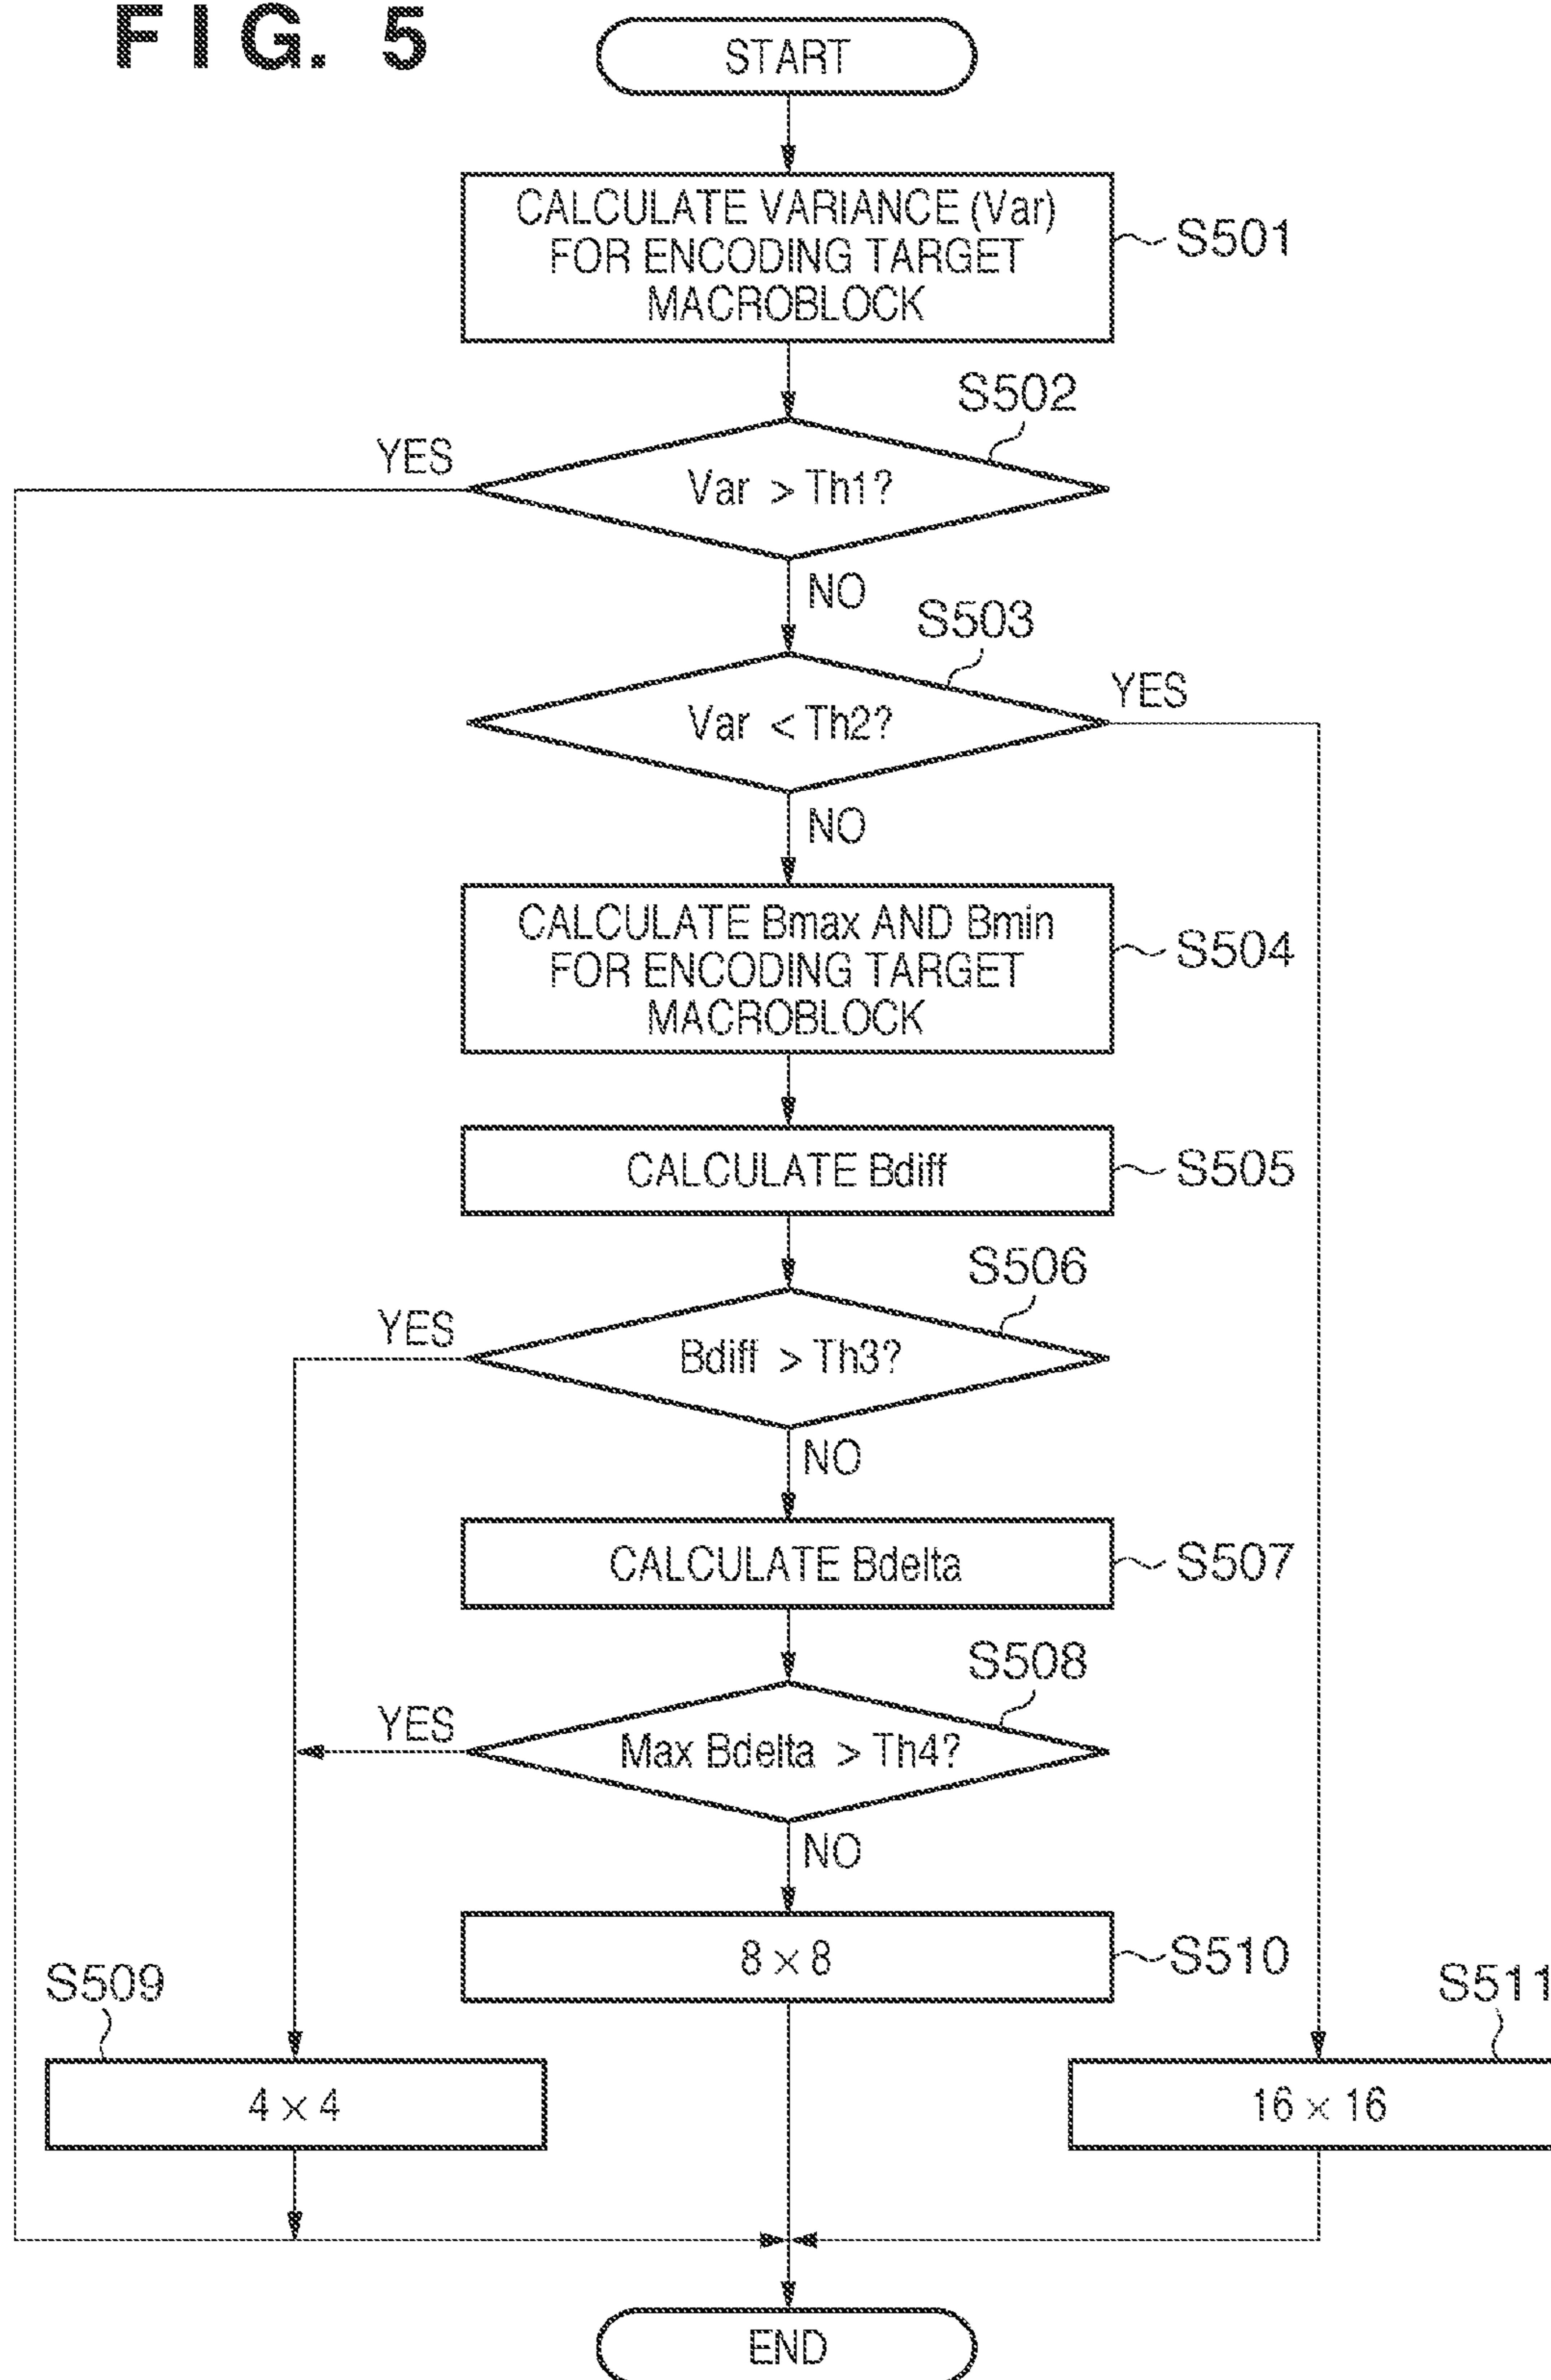 FIG. 5
START
CALCULATE VARIANCE (Var)
FOR ENCODING TARGET
MACROBLOCK
S501
S502
YES
Var > Th1?
NO
S503
YES
Var < Th2?
NO
CALCULATE Bmax AND Bmin
FOR ENCODING TARGET
MACROBLOCK
S504
CALCULATE Bdiff
S505
S506
YES
Bdiff > Th3?
NO
CALCULATE Bdelta
S507
S508
YES
Max Bdelta > Th4?
NO
8 × 8
S510
S509
S511
4 × 4
16 × 16
END